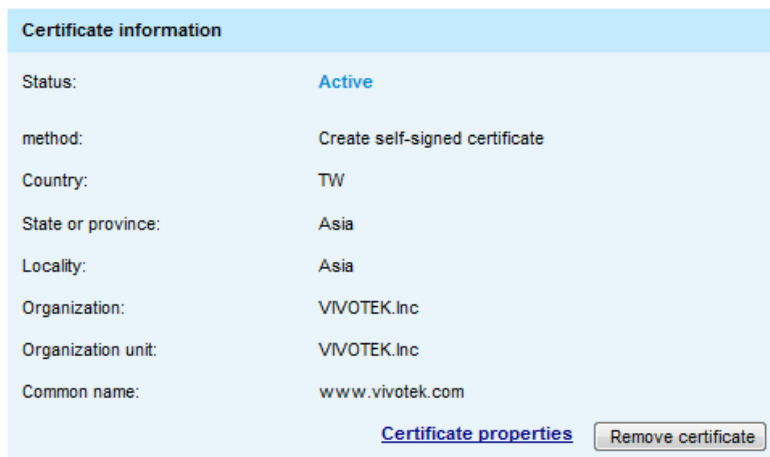 Certificate information
Status: Active
method: Create self-signed certificate
Country: TW
State or province: Asia
Locality: Asia
Organization: VIVOTEK.Inc
Organization unit: VIVOTEK.Inc
Common name: www.vivotek.com
Certificate properties Remove certificate